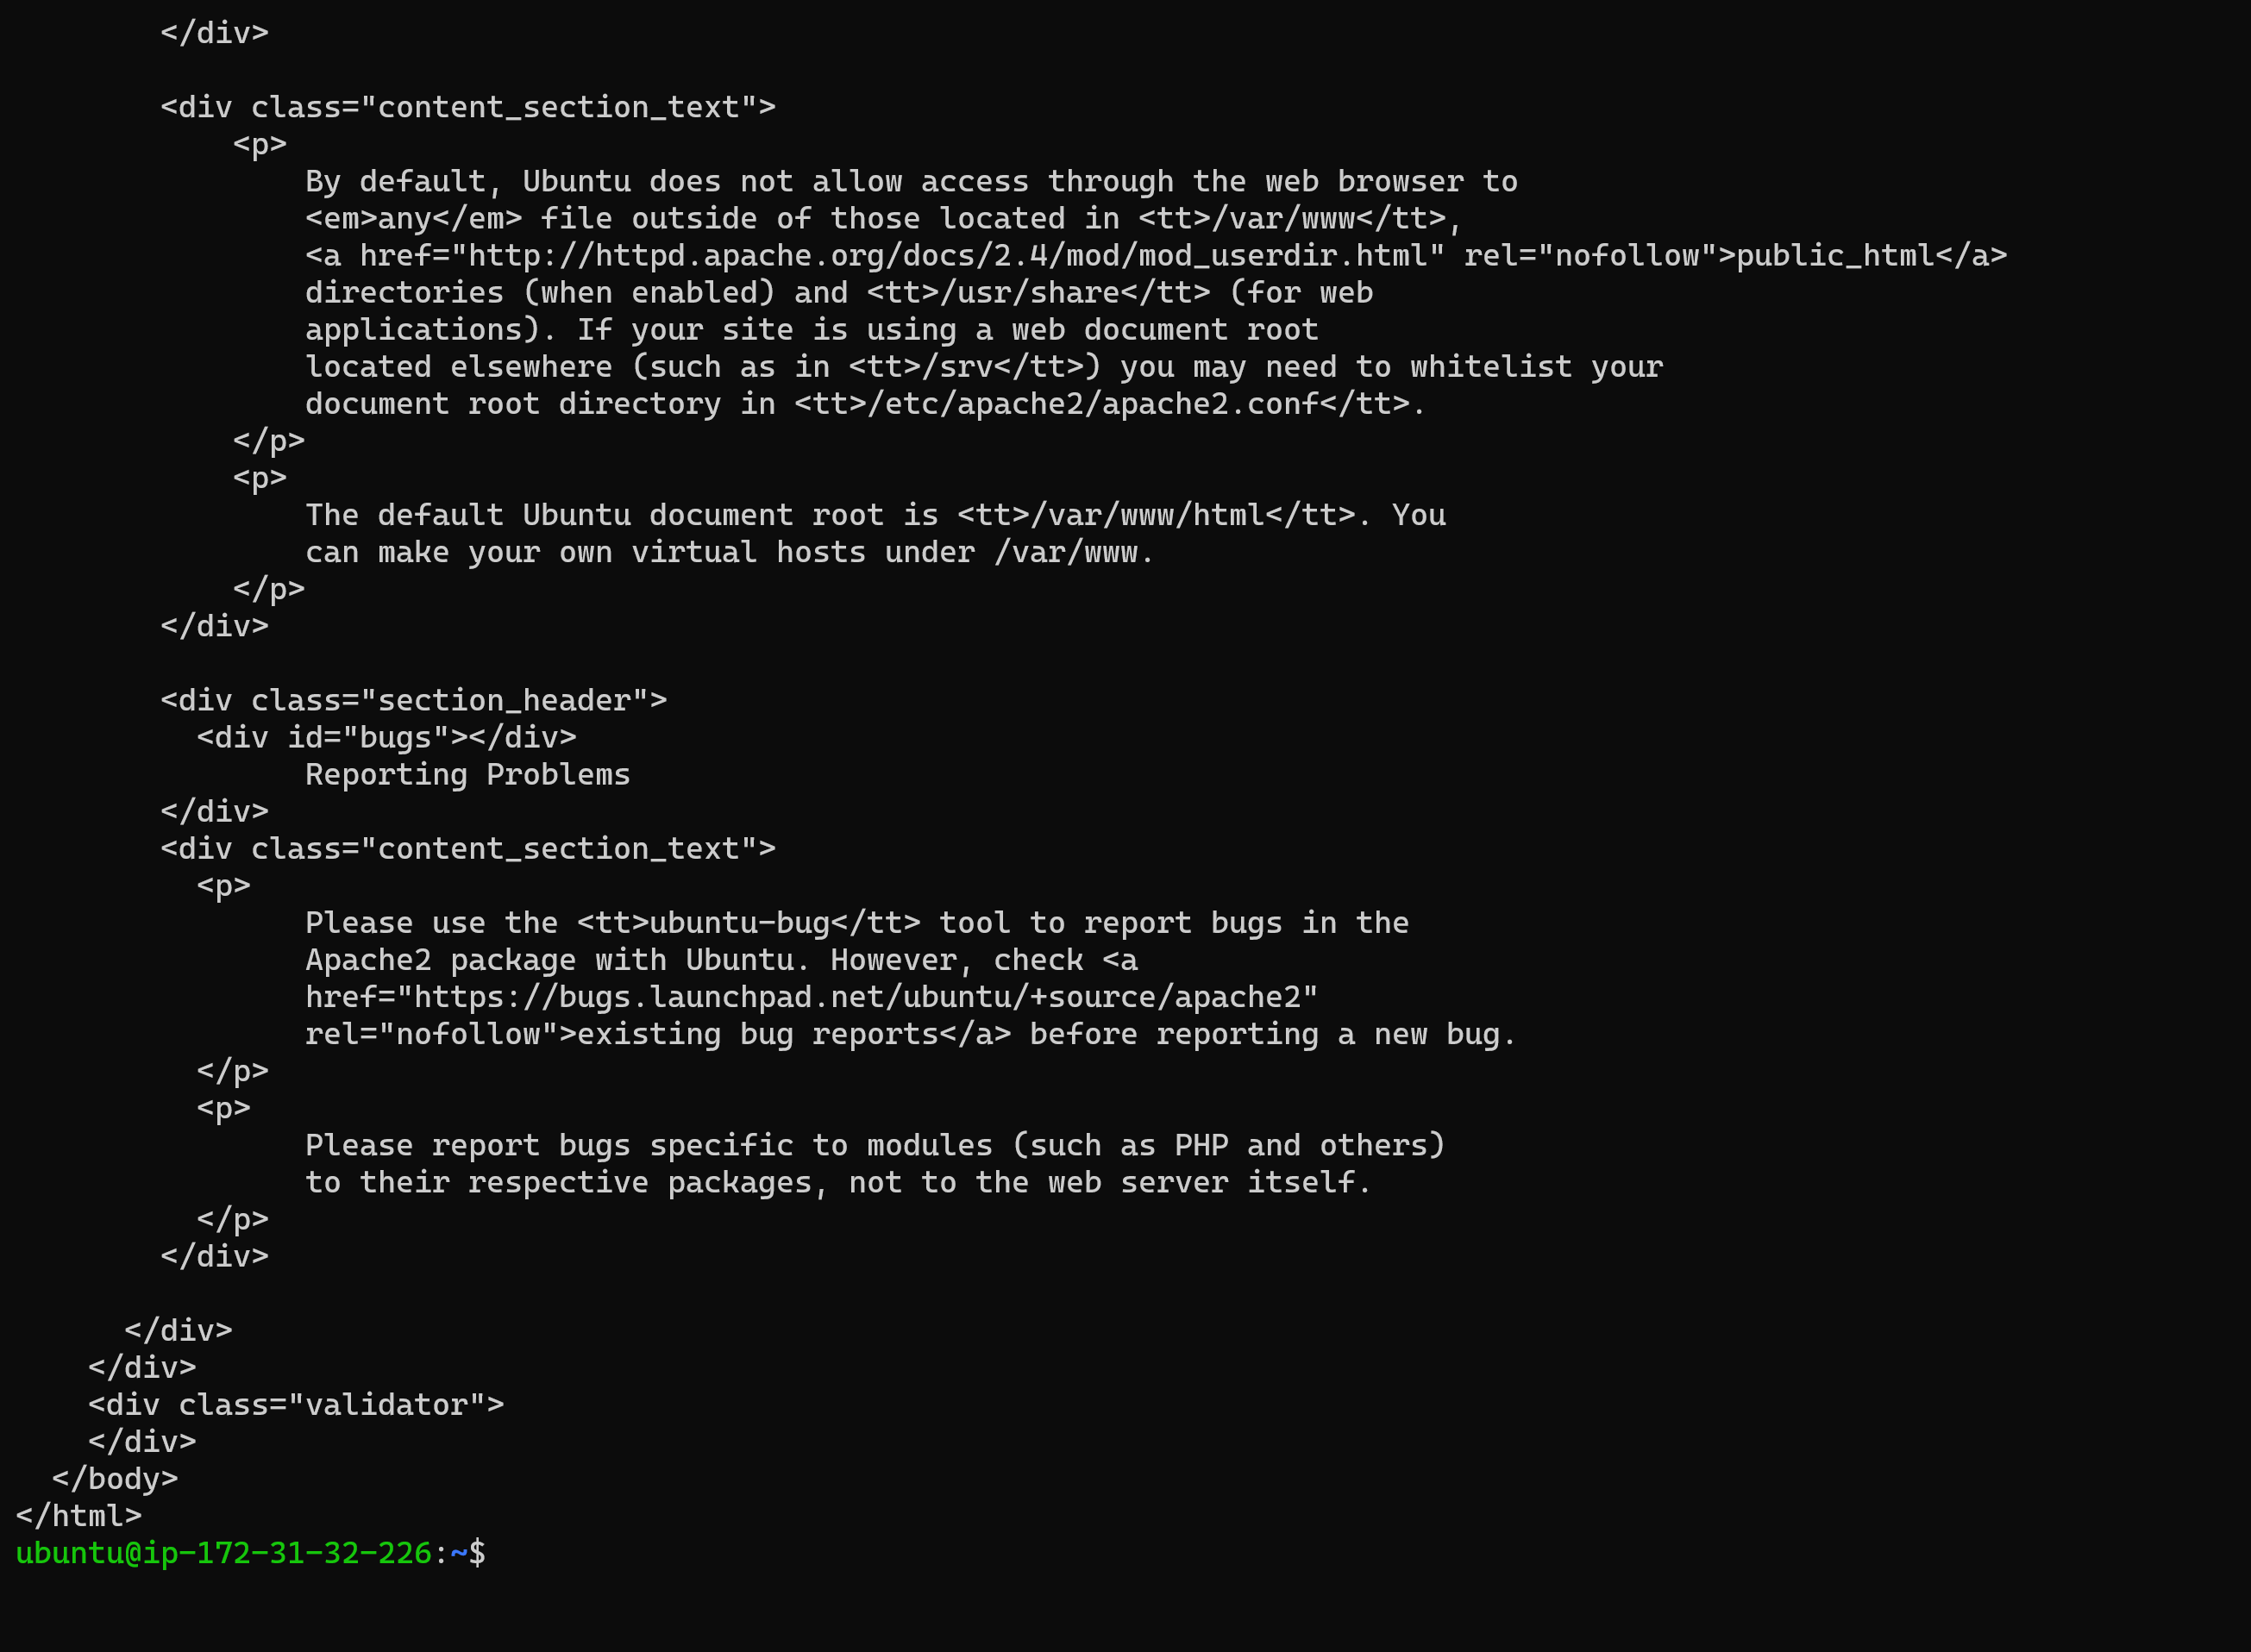 </div>
<div class="content_section_text">
<p>
By default, Ubuntu does not allow access through the web browser to
<em>any</em> file outside of those located in <tt>/var/www</tt>,
<a href="http://httpd.apache.org/docs/2.4/mod/mod_userdir.html" rel="nofollow">public_html</a>
directories (when enabled) and <tt>/usr/share</tt> (for web
applications). If your site is using a web document root
located elsewhere (such as in <tt>/srv</tt>) you may need to whitelist your
document root directory in <tt>/etc/apache2/apache2.conf</tt>.
</p>
<p>
The default Ubuntu document root is <tt>/var/www/html</tt>. You
can make your own virtual hosts under /var/www.
</p>
</div>
<div class="section_header">
<div id="bugs"></div>
Reporting Problems
</div>
<div class="content_section_text">
<p>
Please use the <tt>ubuntu-bug</tt> tool to report bugs in the
Apache2 package with Ubuntu. However, check <a
href="https://bugs.launchpad.net/ubuntu/+source/apache2"
rel="nofollow">existing bug reports</a> before reporting a new bug.
</p>
<p>
Please report bugs specific to modules (such as PHP and others)
to their respective packages, not to the web server itself.
</p>
</div>
</div>
</div>
<div class="validator">
</div>
</body>
</html>
ubuntu@ip-172-31-32-226:~$